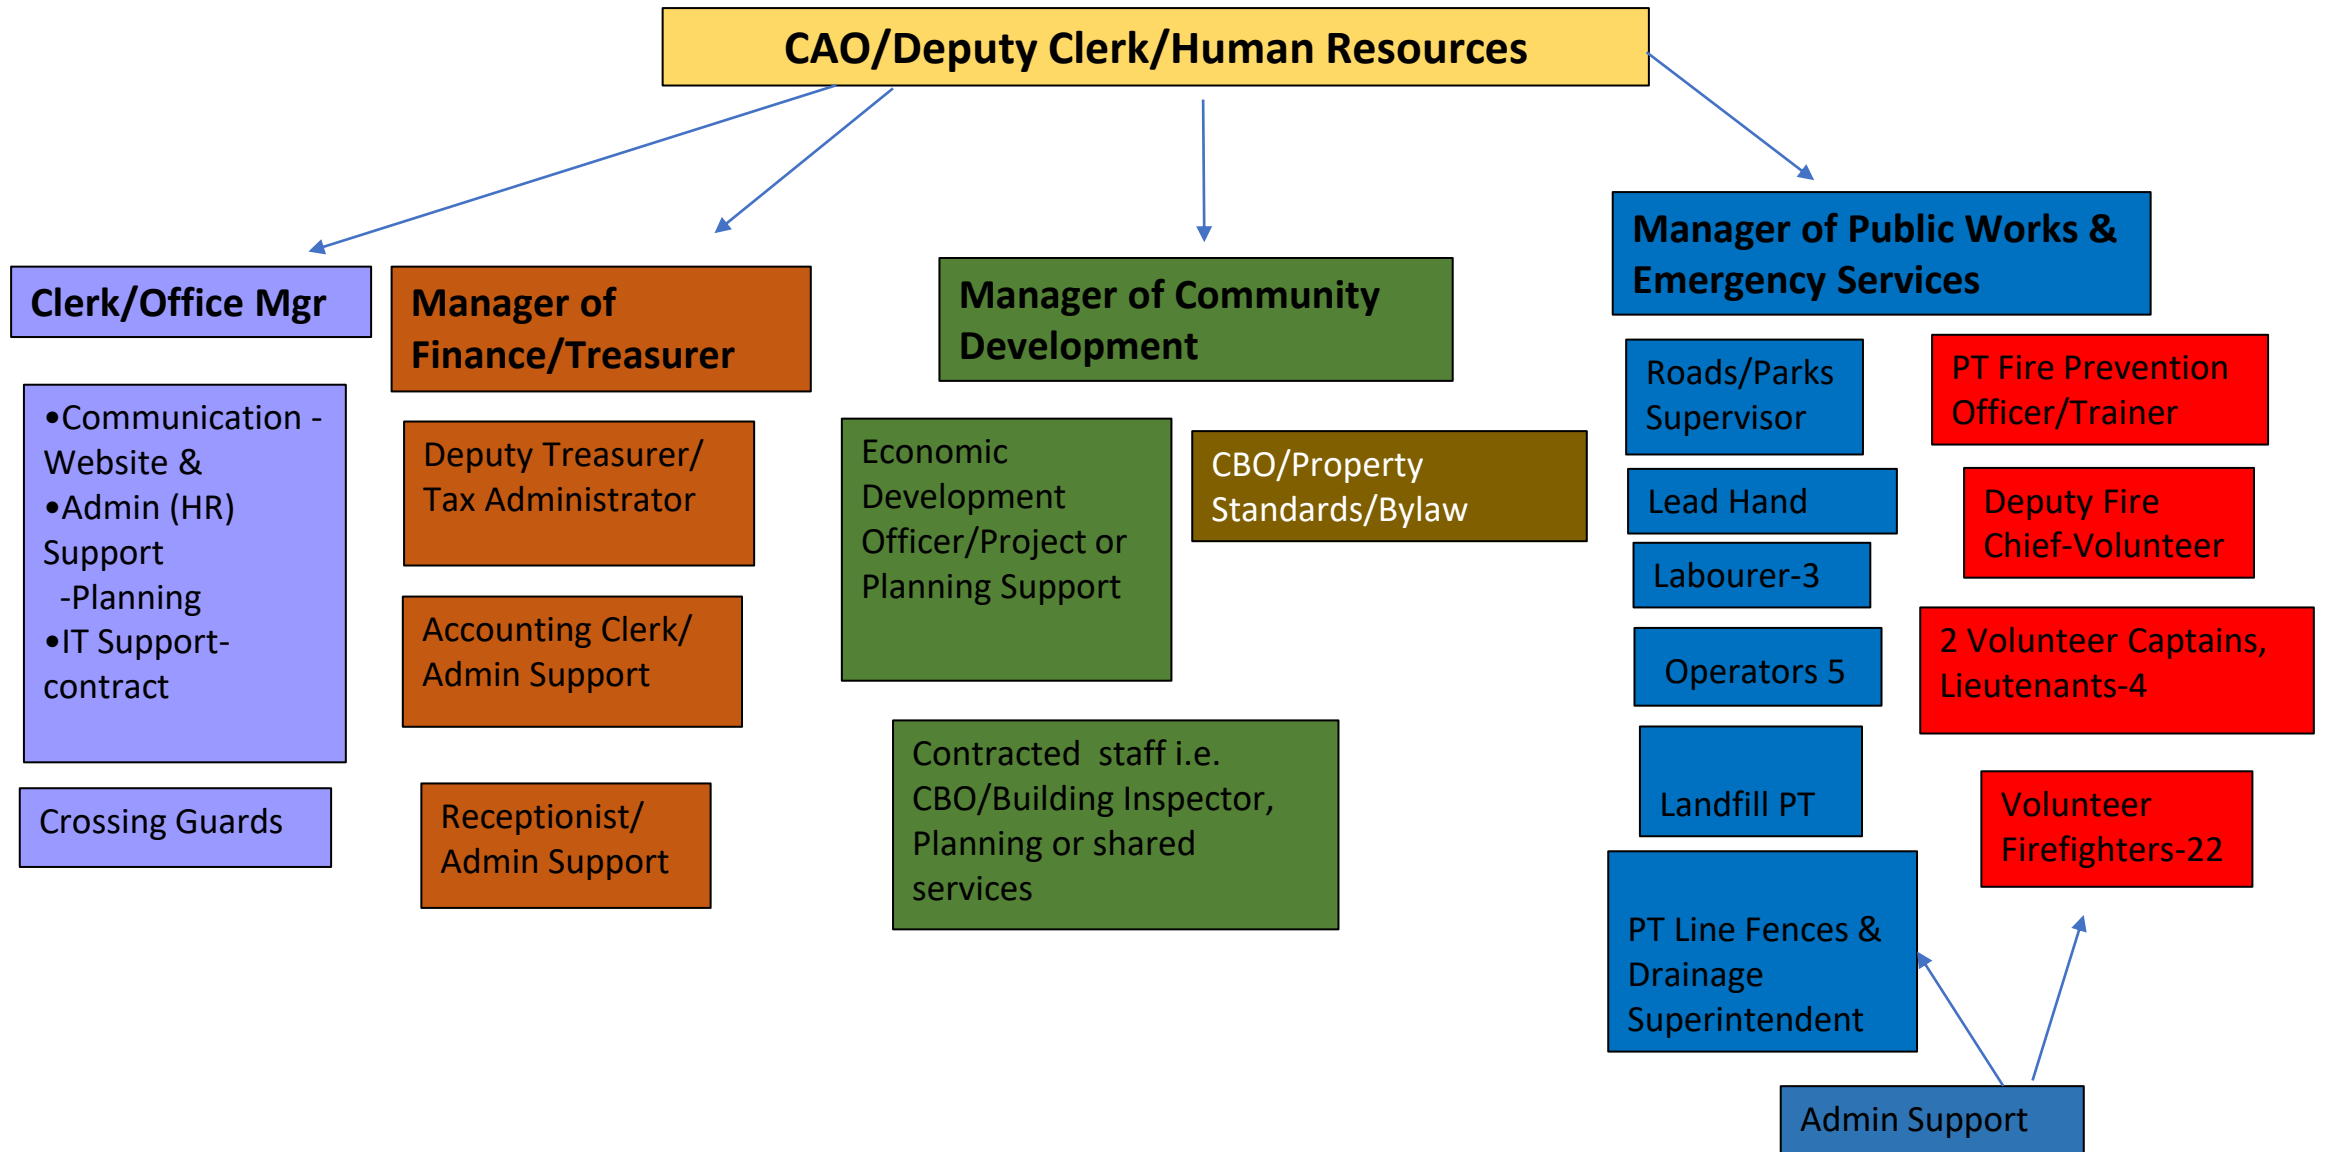 CAO/Deputy Clerk/Human Resources
Clerk/Office Mgr
•Communication -
Website &
•Admin (HR)
Support
-Planning
•IT Support-
contract
Crossing Guards
Manager of
Finance/Treasurer
Deputy Treasurer/
Tax Administrator
Accounting Clerk/
Admin Support
Receptionist/
Admin Support
Manager of Community
Development
Economic
Development
Officer/Project or
Planning Support
CBO/Property
Standards/Bylaw
Contracted  staff i.e.
CBO/Building Inspector,
Planning or shared
services
Manager of Public Works &
Emergency Services
Roads/Parks
Supervisor
Lead Hand
Labourer-3
Operators 5
Landfill PT
PT Line Fences &
Drainage
Superintendent
PT Fire Prevention
Officer/Trainer
Deputy Fire
Chief-Volunteer
2 Volunteer Captains,
Lieutenants-4
Volunteer
Firefighters-22
Admin Support